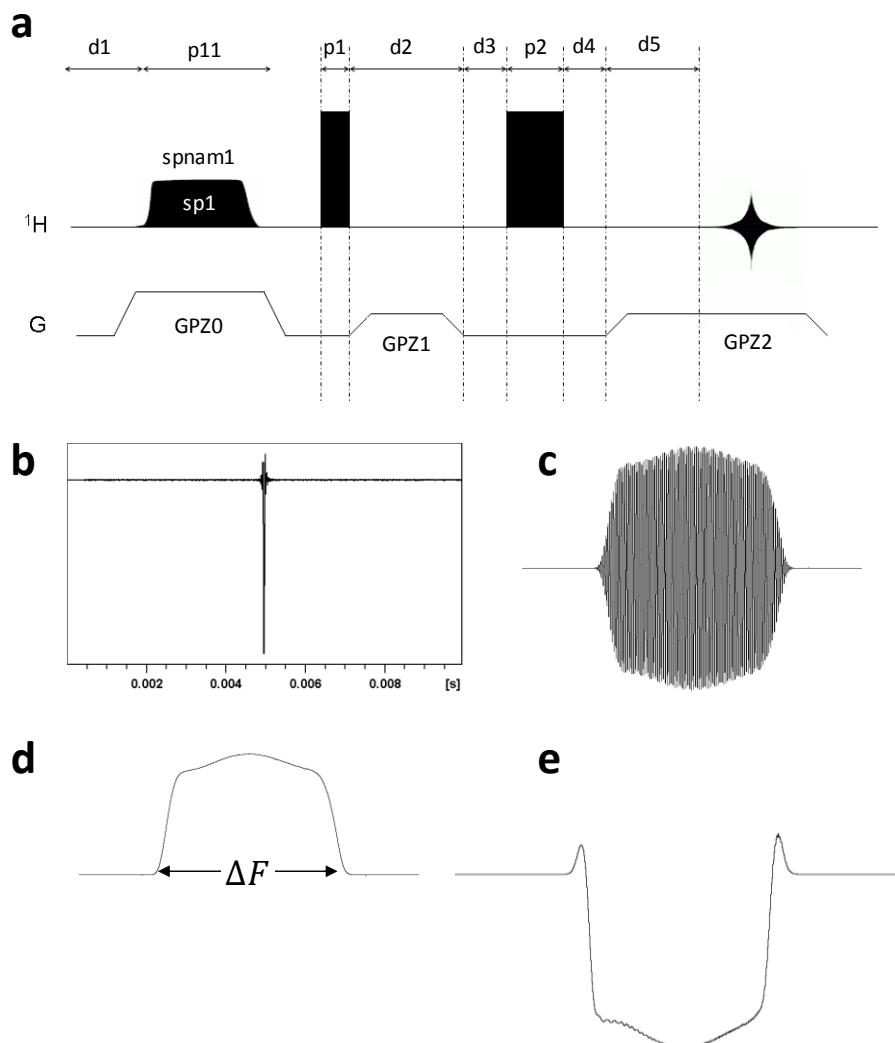 a
d1 p11 p1 d2 d3 p2 d4 d5
spnam1
sp1
¹H
GPZ0
GPZ1
GPZ2
G
b
c
0.002 0.004 0.006 0.008 [s]
d
e
ΔF